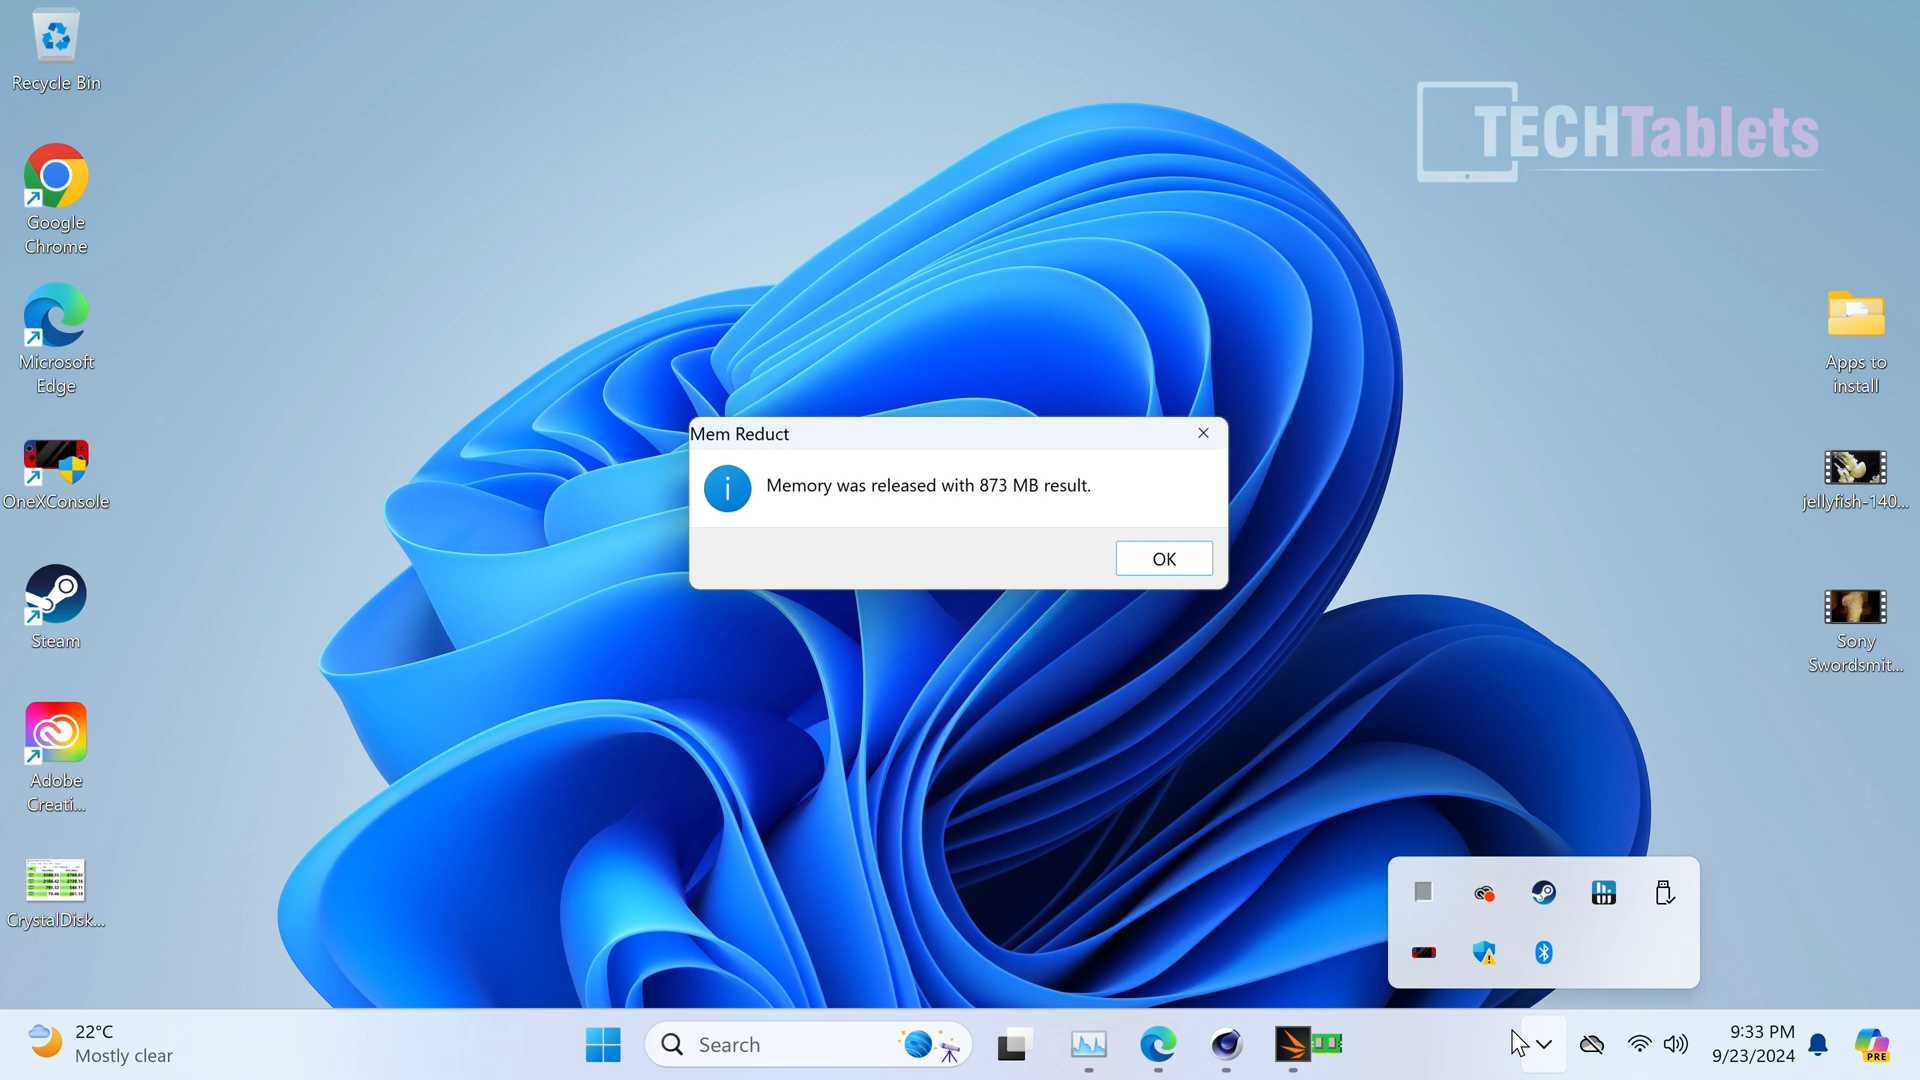 Recycle Bin
Google
Chrome
Microsoft
Edge
OneXConsole
Steam
Adobe
Creati...
CrystalDisk...
TECHTablets
Apps to
install
jellyfish-140...
Sony
Swordsmit...
Mem Reduct
Memory was released with 873 MB result.
OK
22°C
Mostly clear
Search
9:33 PM
9/23/2024
PRE